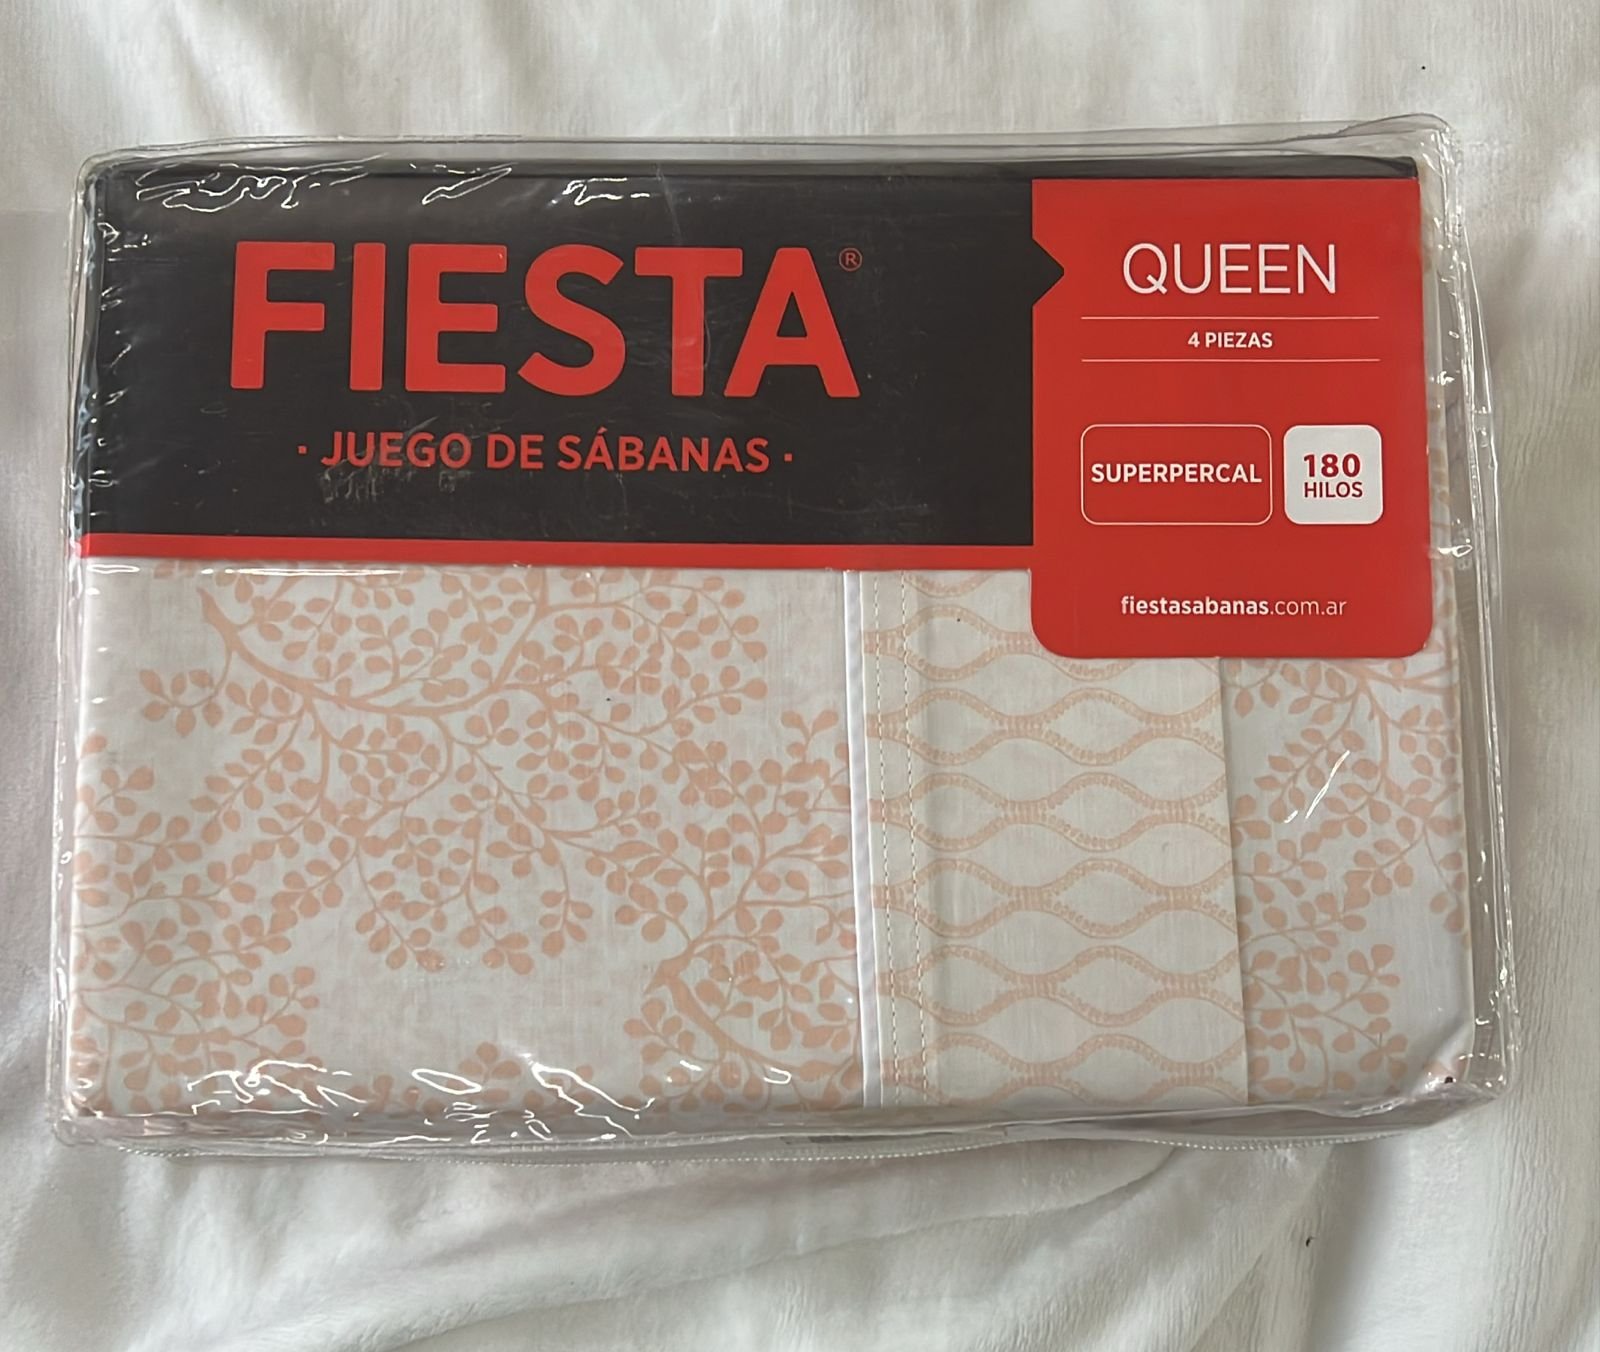 FIESTA®
· JUEGO DE SÁBANAS ·
QUEEN
4 PIEZAS
SUPERPERCAL
180
HILOS
fiestasabanas.com.ar